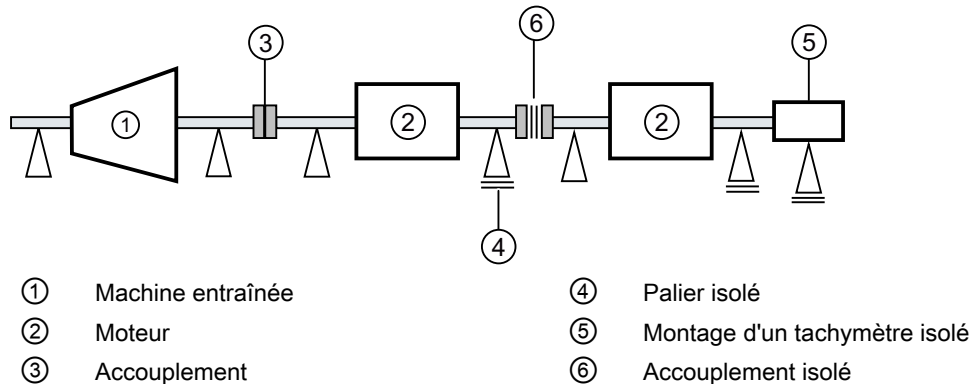 ③
⑥
⑤
①
②
②
④
① Machine entraînée
② Moteur
③ Accouplement
④ Palier isolé
⑤ Montage d'un tachymètre isolé
⑥ Accouplement isolé